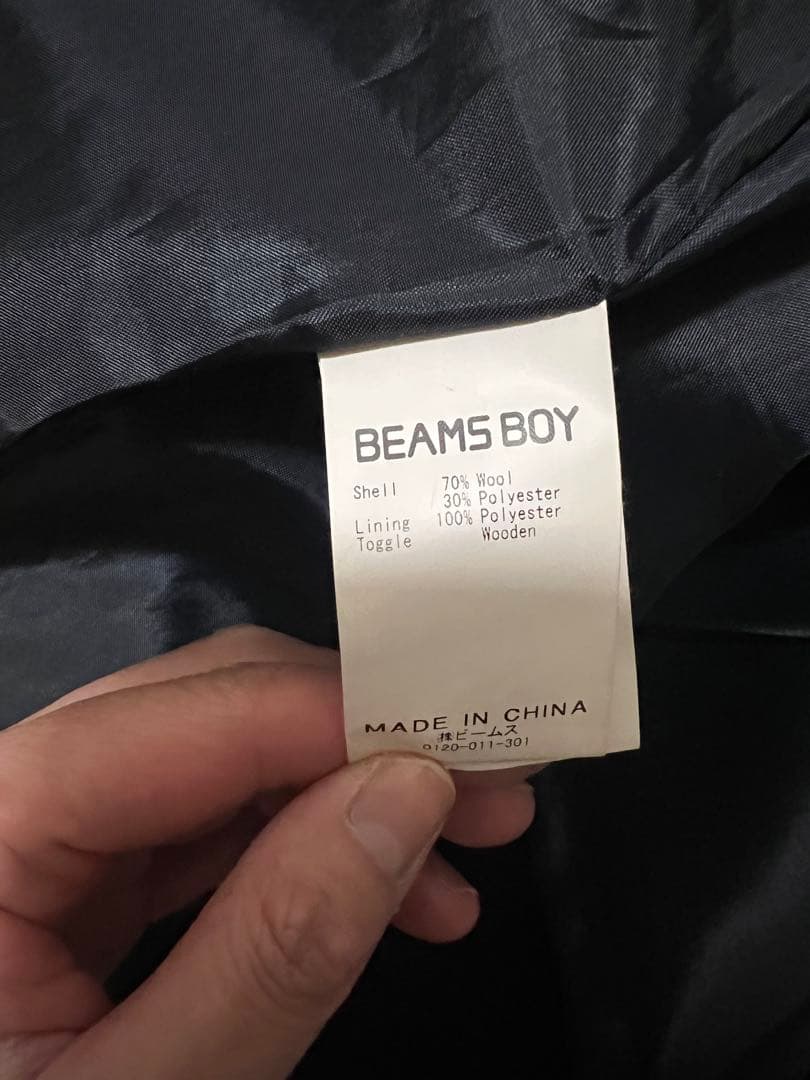 BEAMS BOY
Shell 70% Wool
30% Polyester
Lining 100% Polyester
Toggle Wooden
MADE IN CHINA
㈱ビームス
0120-011-301